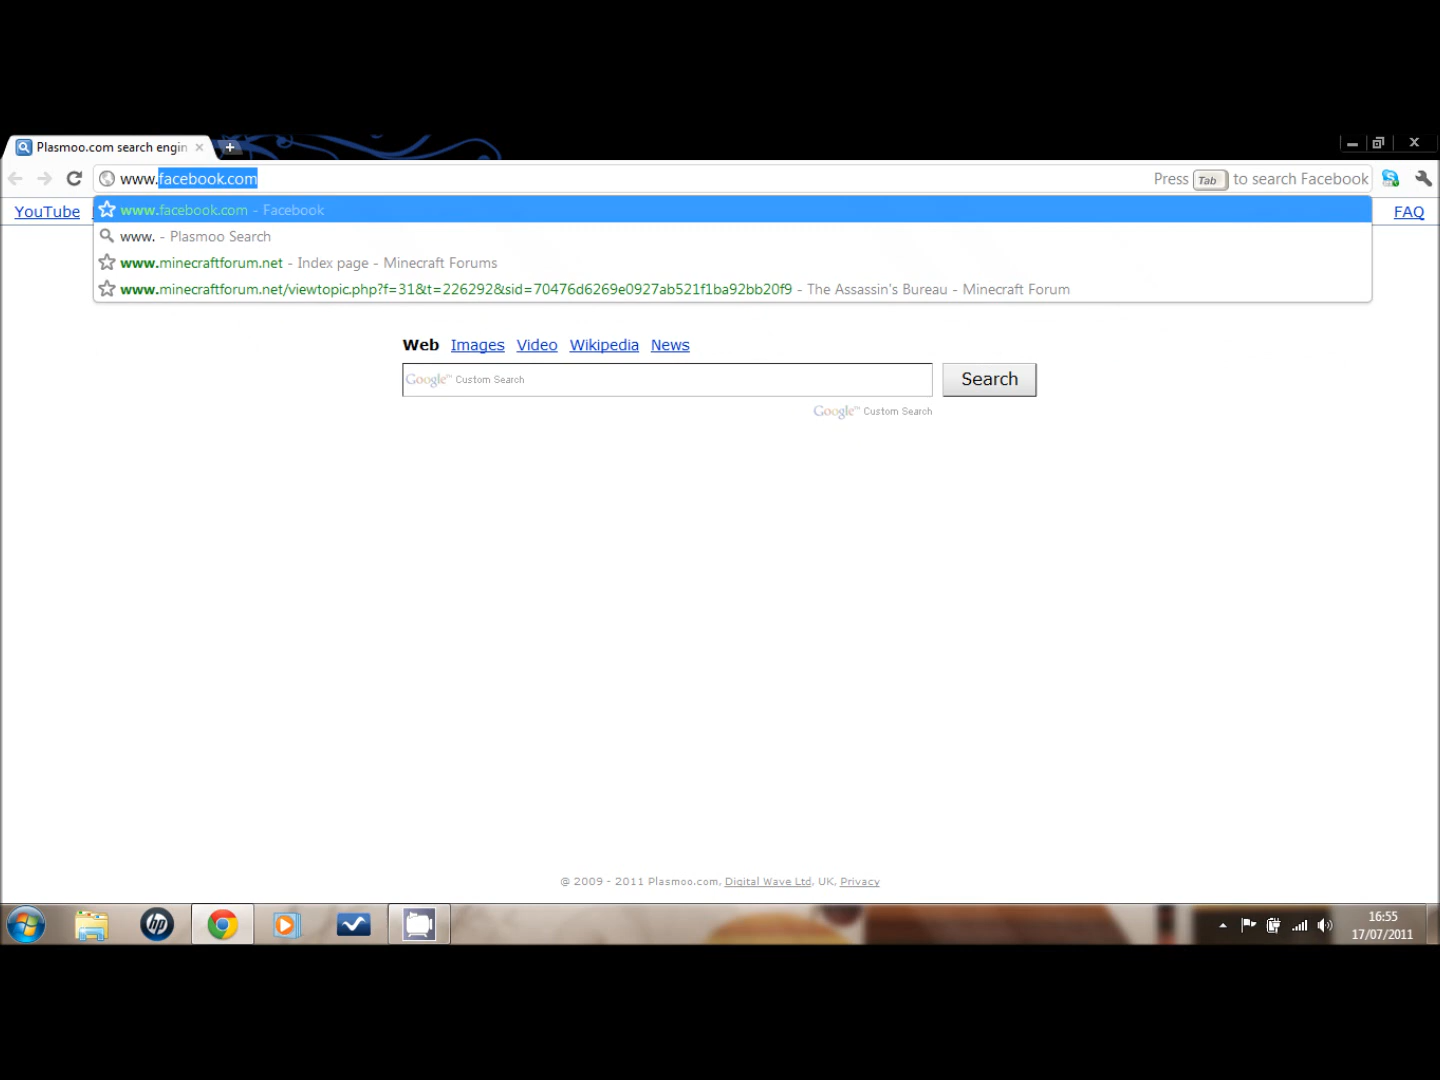 Plasmoo.com search engin
www.facebook.com
Press Tab to search Facebook
YouTube
www.facebook.com - Facebook
FAQ
www. - Plasmoo Search
www.minecraftforum.net - Index page - Minecraft Forums
www.minecraftforum.net/viewtopic.php?f=31&t=226292&sid=70476d6269e0927ab521f1ba92bb20f9 - The Assassin's Bureau - Minecraft Forum
Web Images Video Wikipedia News
Google™ Custom Search
Search
Google™ Custom Search
@ 2009 - 2011 Plasmoo.com, Digital Wave Ltd, UK, Privacy
hp
16:55
17/07/2011